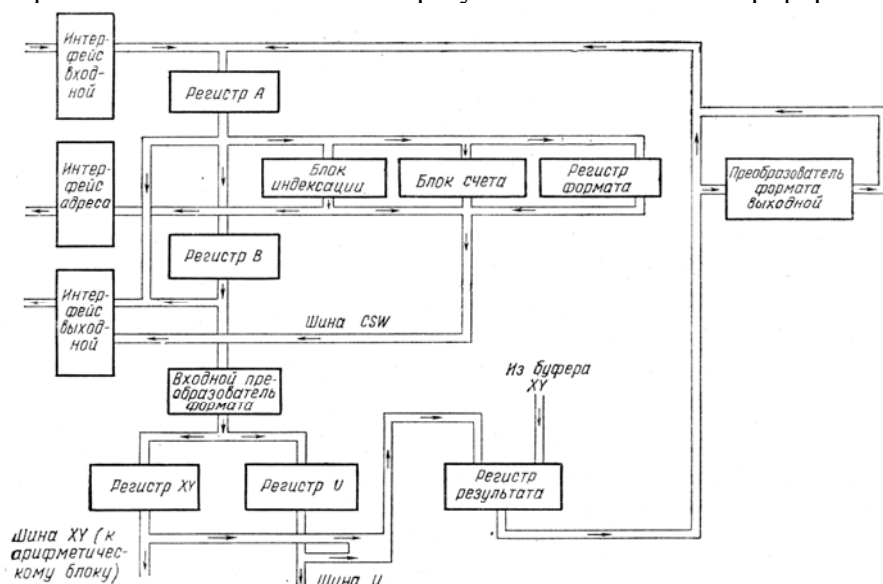 Интер-
фейс
вход-
ной
Регистр А
Интер-
фейс
адреса
Блок
индексации
Блок счета
Регистр
формата
Преобразователь
формата
выходной
Регистр В
Интер-
фейс
выход-
ной
Шина CSW
Входной пре-
образователь
формата
Из буфера
XY
Регистр XY
Регистр U
Регистр
результата
Шина XY (к
арифметичес-
кому блоку)
Шина U